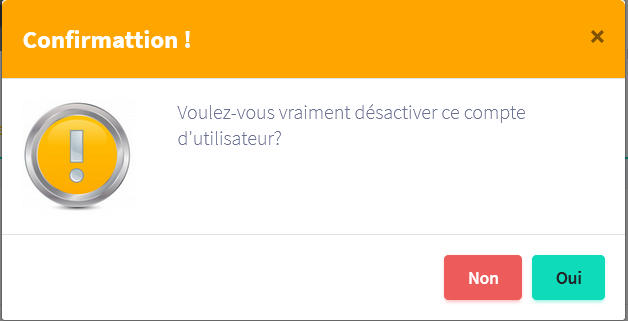 Confirmattion !
×
Voulez-vous vraiment désactiver ce compte
d'utilisateur?
Non
Oui